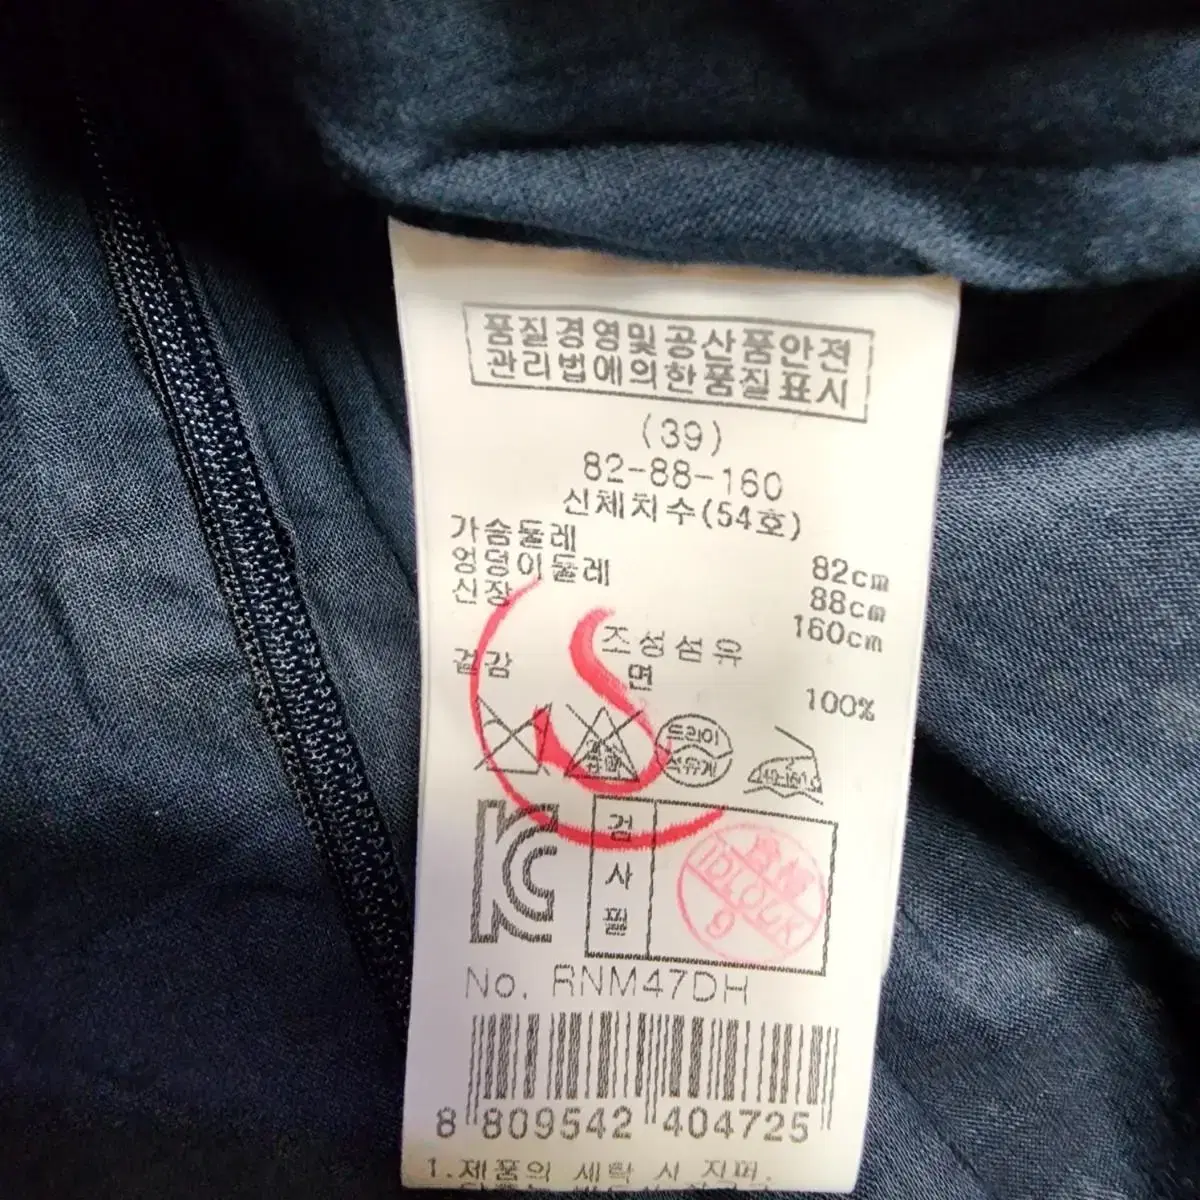 품질경영및공산품안전
관리법에의한품질표시
(39)
82-88-160
신체치수(54호)
가슴둘레 82cm
엉덩이둘레 88cm
신장 160cm
조성섬유
겉감 면 100%
드라이
석유계
검
사
필
IDLOOK
9
No. RNM47DH
8 809542 404725
1.제품의 세탁 시 지퍼,